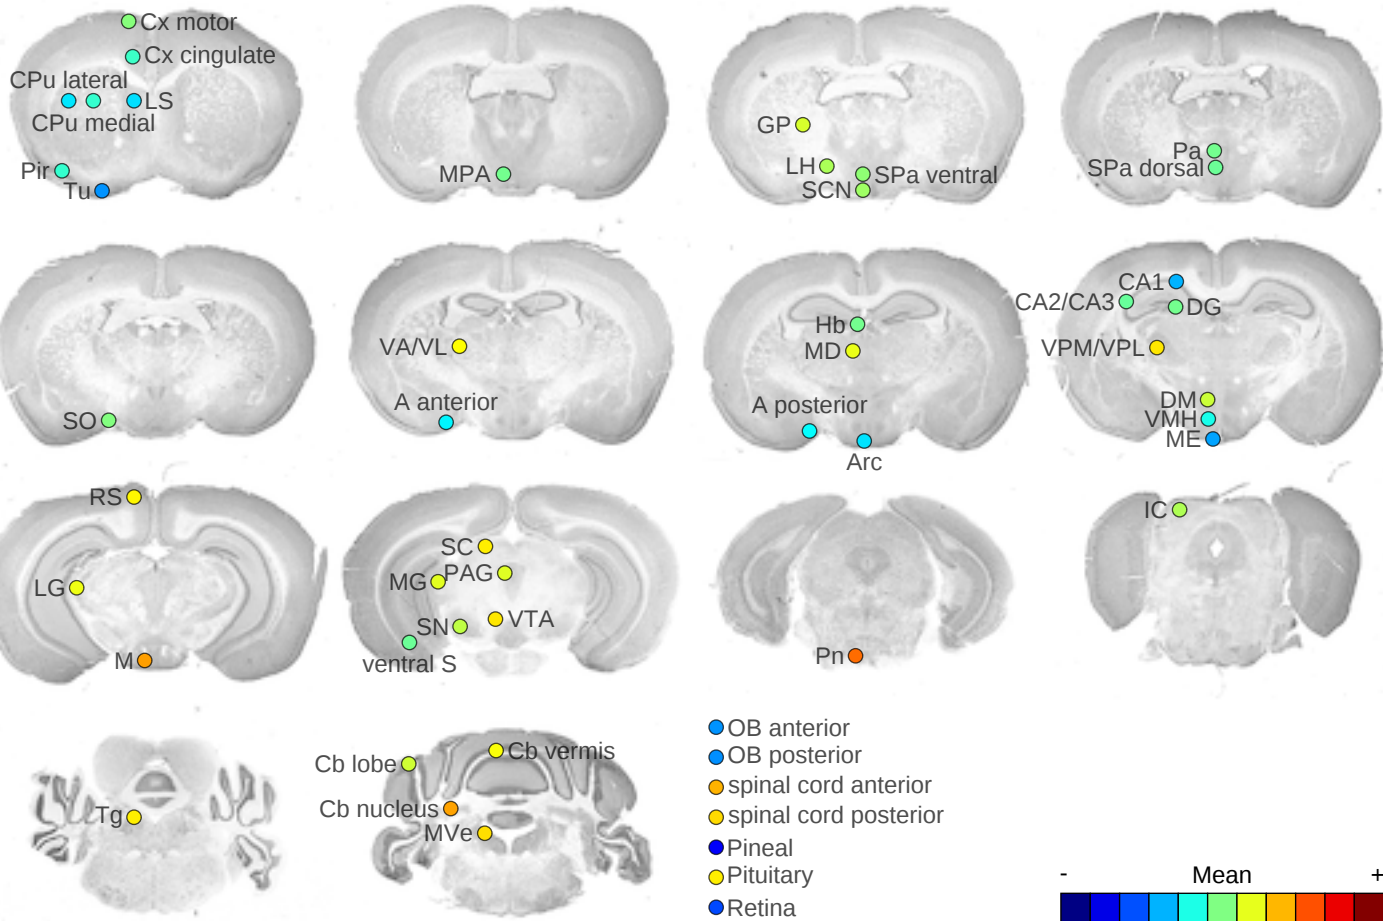 Cx motor
Cx cingulate
CPu lateral
LS
CPu medial
Pir
Tu
MPA
GP
LH
SPa ventral
SCN
Pa
SPa dorsal
SO
VA/VL
A anterior
Hb
MD
A posterior
Arc
CA1
CA2/CA3
DG
VPM/VPL
DM
VMH
ME
RS
LG
M
SC
MG
PAG
SN
VTA
ventral S
Pn
IC
Tg
Cb lobe
Cb vermis
Cb nucleus
MVe
OB anterior
OB posterior
spinal cord anterior
spinal cord posterior
Pineal
Pituitary
Retina
- Mean +